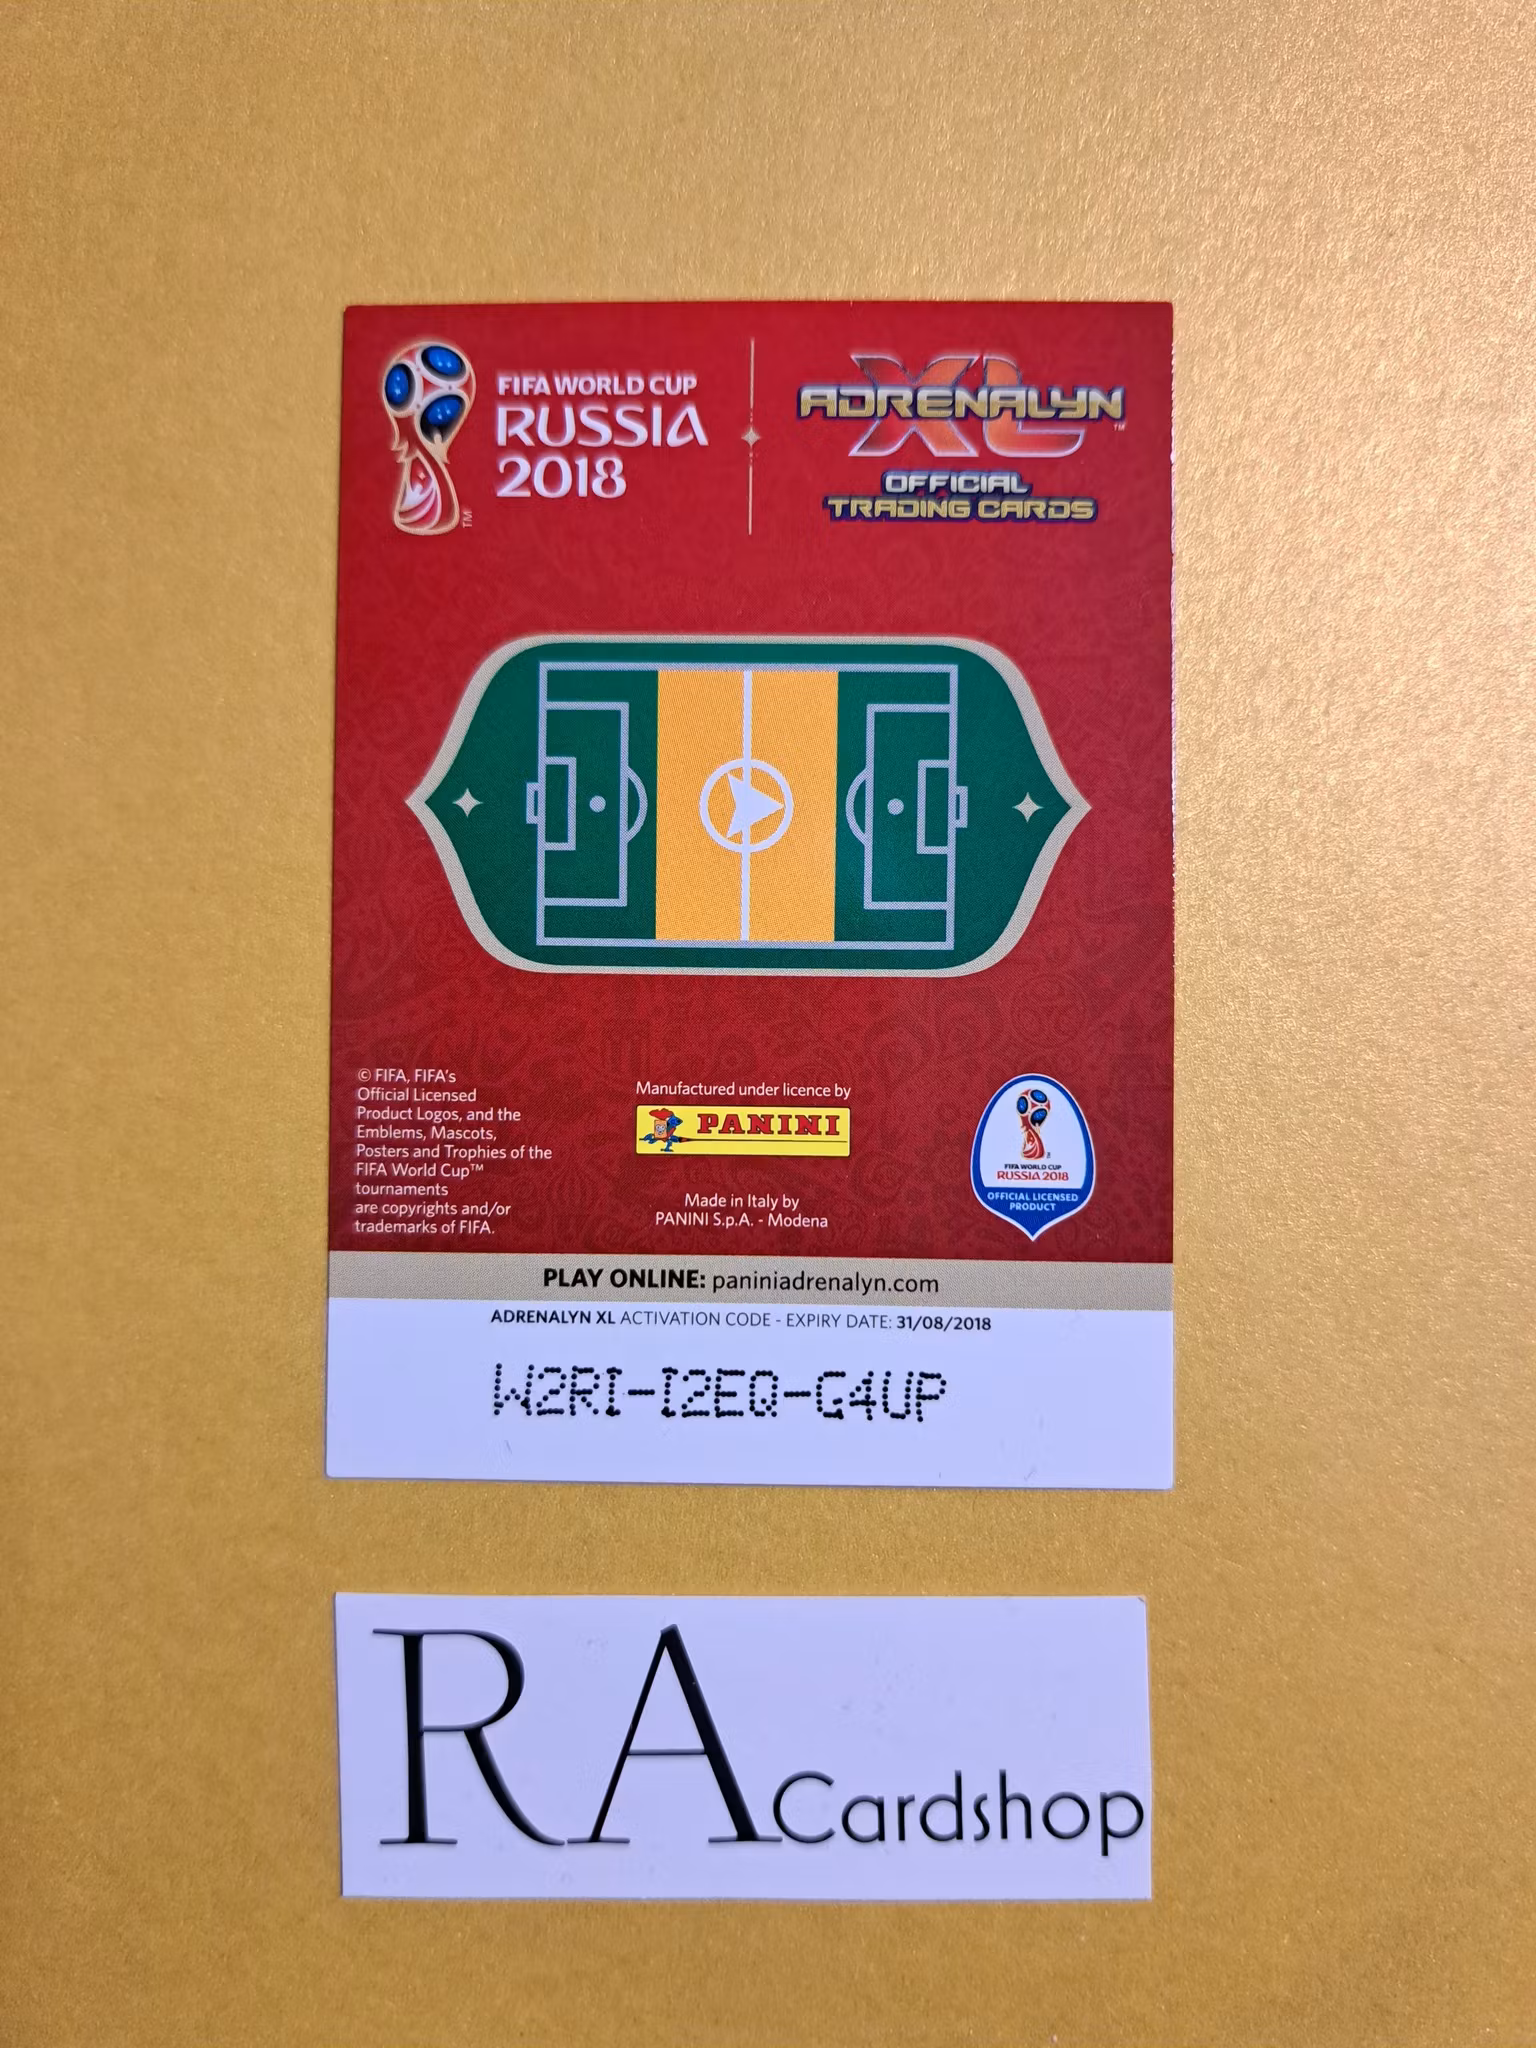 FIFA WORLD CUP
RUSSIA
2018
TM
ADRENALYN
XL
TM
OFFICIAL
TRADING CARDS
© FIFA, FIFA's
Official Licensed
Product Logos, and the
Emblems, Mascots,
Posters and Trophies of the
FIFA World Cup™
tournaments
are copyrights and/or
trademarks of FIFA.
Manufactured under licence by
PANINI
Made in Italy by
PANINI S.p.A. - Modena
FIFA WORLD CUP
RUSSIA 2018
OFFICIAL LICENSED
PRODUCT
PLAY ONLINE: paniniadrenalyn.com
ADRENALYN XL ACTIVATION CODE - EXPIRY DATE: 31/08/2018
W2RI-I2EQ-G4UP
RA Cardshop